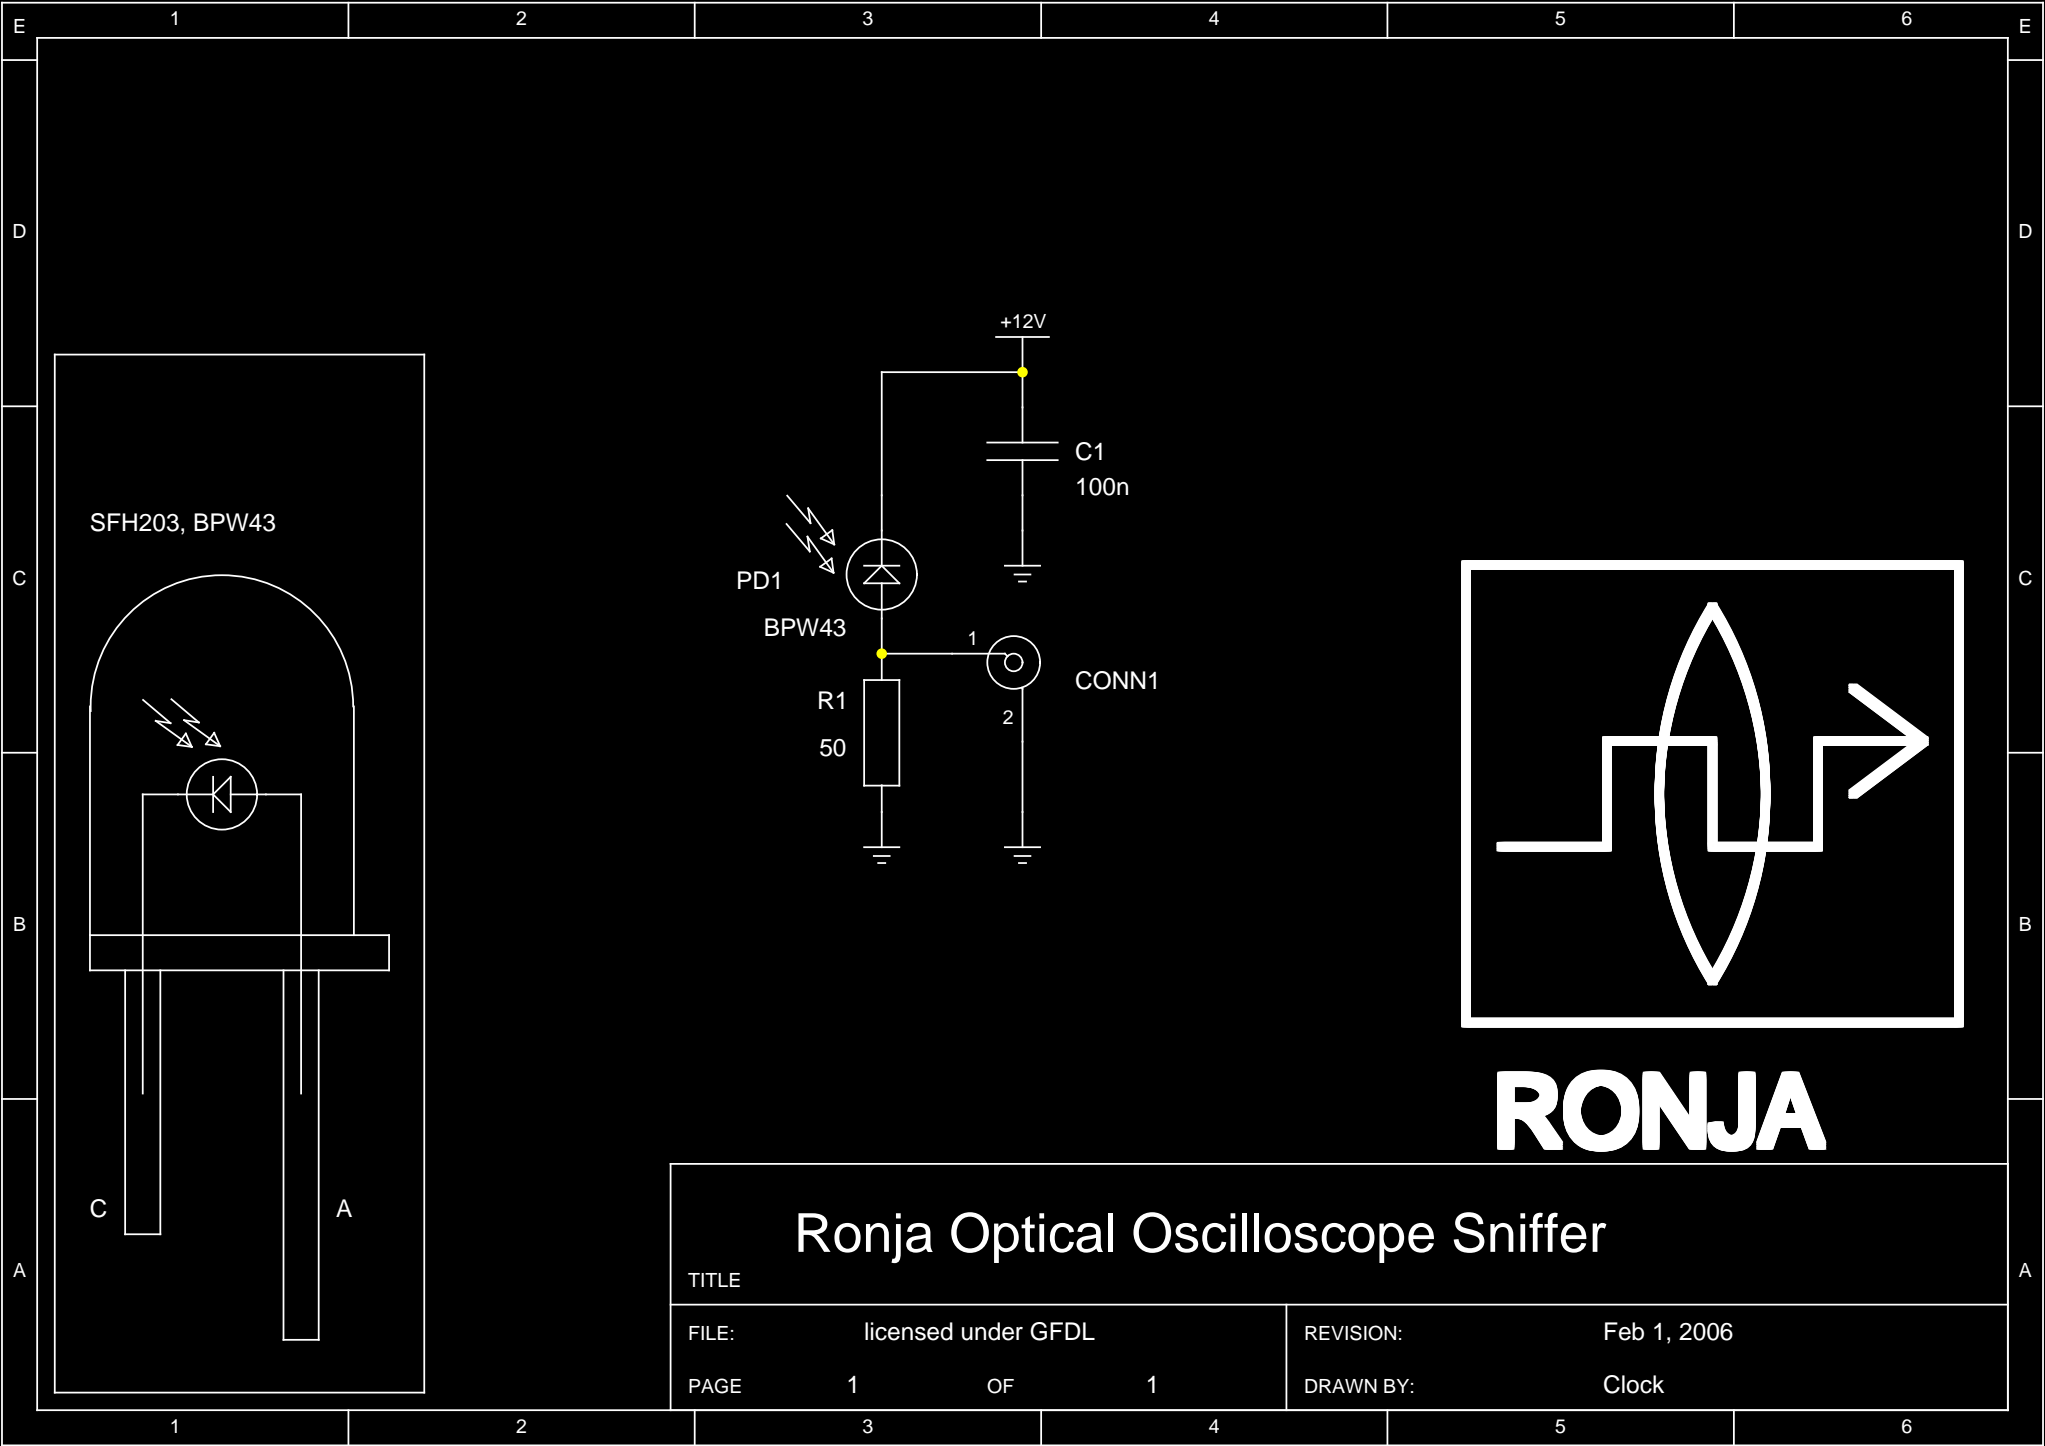 1 2 3 4 5 6
E E
D D
+12V
C1
100n
SFH203, BPW43
C C
PD1
BPW43
1
CONN1
R1
2
50
B B
RONJA
C A
Ronja Optical Oscilloscope Sniffer
A A
TITLE
FILE: licensed under GFDL REVISION: Feb 1, 2006
PAGE 1 OF 1 DRAWN BY: Clock
1 2 3 4 5 6